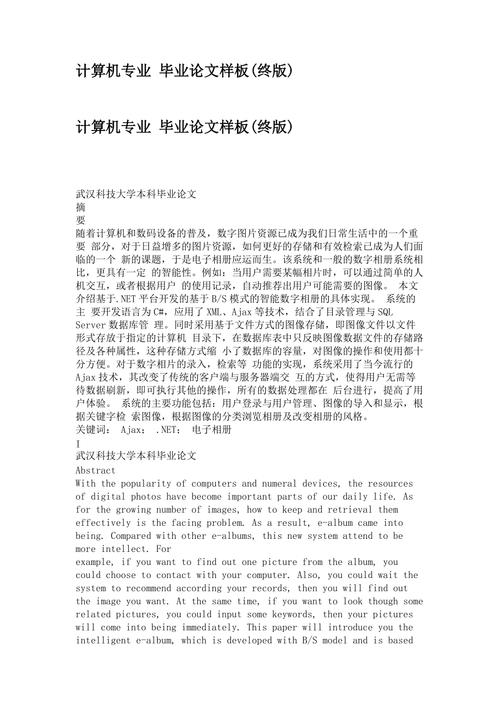 计算机专业 毕业论文样板(终版)
计算机专业 毕业论文样板(终版)
武汉科技大学本科毕业论文
摘
要
随着计算机和数码设备的普及，数字图片资源已成为我们日常生活中的一个重
要 部分，对于日益增多的图片资源，如何更好的存储和有效检索已成为人们面
临的一个 新的课题，于是电子相册应运而生。该系统和一般的数字相册系统相
比，更具有一定 的智能性。例如：当用户需要某幅相片时，可以通过简单的人
机交互，或者根据用户 的使用记录，自动推荐出用户可能需要的图像。 本文
介绍基于.NET平台开发的基于B/S模式的智能数字相册的具体实现。 系统的
主 要开发语言为C#，应用了XML、Ajax等技术，结合了目录管理与SQL
Server数据库管 理。同时采用基于文件方式的图像存储，即图像文件以文件
形式存放于指定的计算机 目录下，在数据库表中只反映图像数据文件的存储路
径及各种属性，这种存储方式缩 小了数据库的容量，对图像的操作和使用都十
分方便。对于数字相片的录入，检索等 功能的实现，系统采用了当今流行的
Ajax技术，其改变了传统的客户端与服务器端交 互的方式，使得用户无需等
待数据刷新，即可执行其他的操作，所有的数据处理都在 后台进行，提高了用
户体验。 系统的主要功能包括：用户登录与用户管理、图像的导入和显示，根
据关键字检 索图像，根据图像的分类浏览相册及改变相册的风格。
关键词： Ajax； .NET； 电子相册
I
武汉科技大学本科毕业论文
Abstract
With the popularity of computers and numeral devices, the resources
of digital photos have become important parts of our daily life. As
for the growing number of images, how to keep and retrieval them
effectively is the facing problem. As a result, e-album came into
being. Compared with other e-albums, this new system attend to be
more intellect. For
example, if you want to find out one picture from the album, you
could choose to contact with your computer. Also, you could wait the
system to recommend according your records, then you will find out
the image you want. At the same time, if you want to look though some
related pictures, you could input some keywords, then your pictures
will come into being immediately. This paper will introduce you the
intelligent e-album, which is developed with B/S model and is based